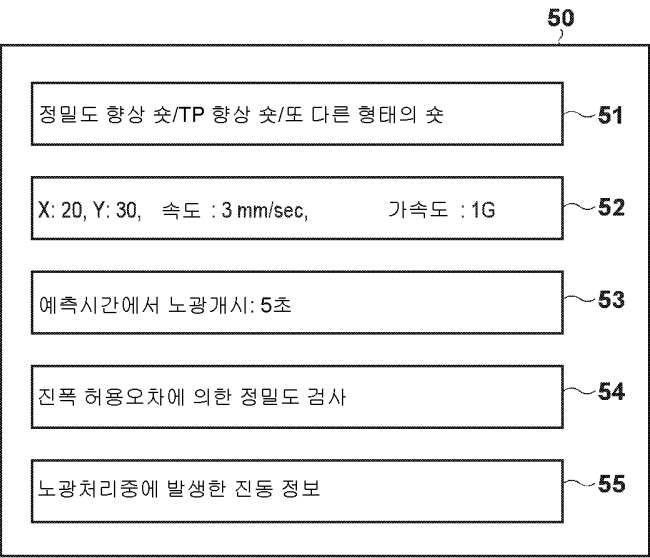 50
정밀도 향상 숏/TP 향상 숏/또 다른 형태의 숏
51
X: 20, Y: 30, 속도 : 3 mm/sec, 가속도 : 1G
52
예측시간에서 노광개시: 5초
53
진폭 허용오차에 의한 정밀도 검사
54
노광처리중에 발생한 진동 정보
55